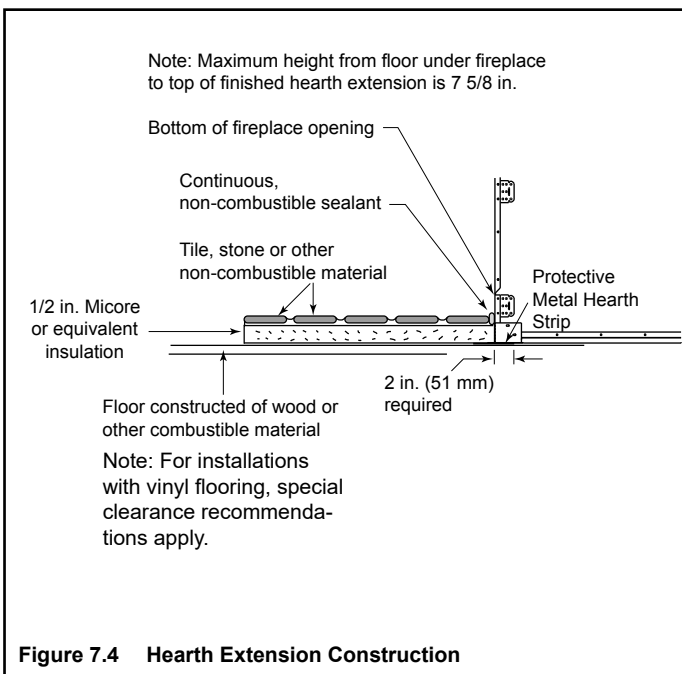 Note: Maximum height from floor under fireplace
to top of finished hearth extension is 7 5/8 in.
Bottom of fireplace opening
Continuous,
non-combustible sealant
Tile, stone or other
non-combustible material
Protective
Metal Hearth
Strip
1/2 in. Micore
or equivalent
insulation
2 in. (51 mm)
required
Floor constructed of wood or
other combustible material
Note: For installations
with vinyl flooring, special
clearance recommenda-
tions apply.
Figure 7.4 Hearth Extension Construction